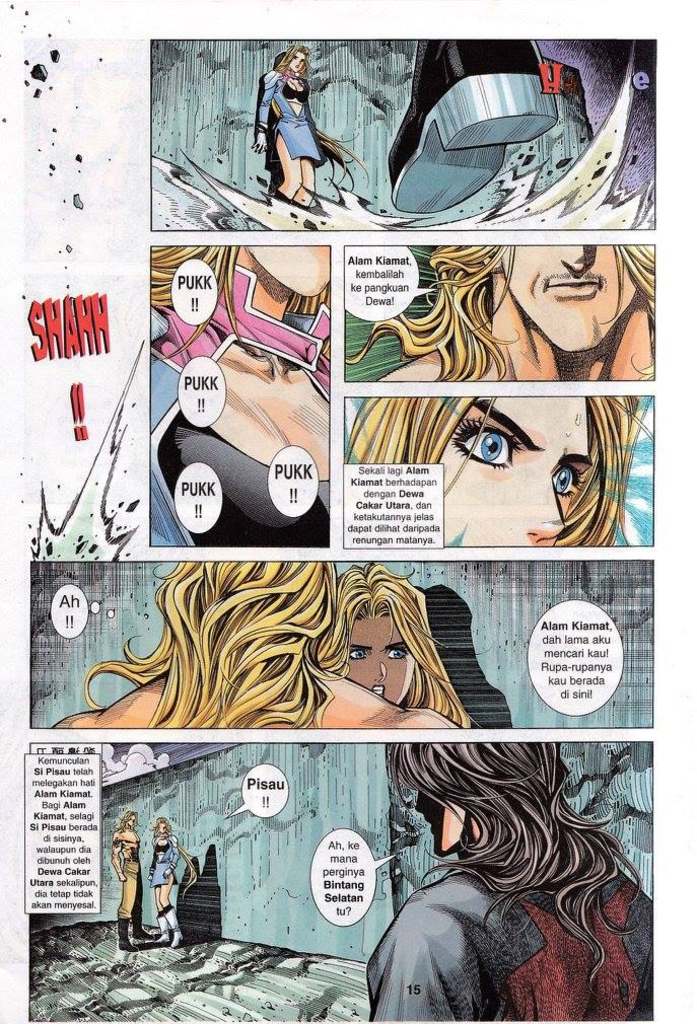 H
e
SHAHH
!!
PUKK
!!
PUKK
!!
PUKK
!!
PUKK
!!
Alam Kiamat,
kembalilah
ke pangkuan
Dewa!
Sekali lagi Alam
Kiamat berhadapan
dengan Dewa
Cakar Utara, dan
ketakutannya jelas
dapat dilihat daripada
renungan matanya.
Ah
!!
Alam Kiamat,
dah lama aku
mencari kau!
Rupa-rupanya
kau berada
di sini!
Kemunculan
Si Pisau telah
melegakan hati
Alam Kiamat.
Bagi Alam
Kiamat, selagi
Si Pisau berada
di sisinya,
walaupun dia
dibunuh oleh
Dewa Cakar
Utara sekalipun,
dia tetap tidak
akan menyesal.
Pisau
!!
Ah, ke
mana
perginya
Bintang
Selatan
tu?
15